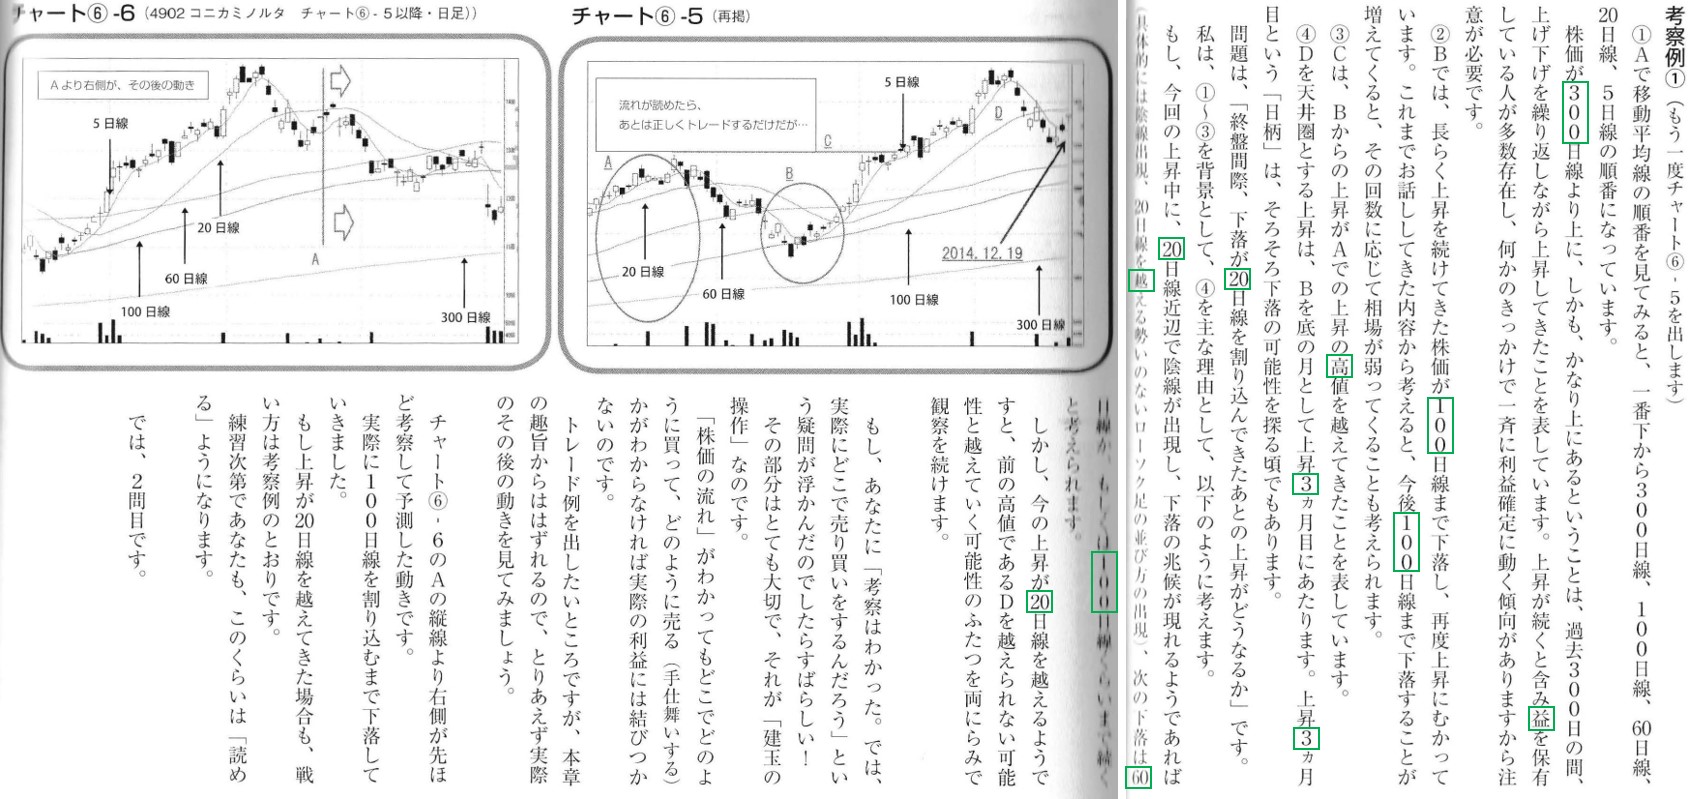 考察例①(もう一度チャート⑥-5を出します)
①Aで移動平均線の順番を見てみると、一番下から300日線、100日線、60日線、
20日線、5日線の順番になっています。
株価が300日線より上に、しかも、かなり上にあるということは、過去300日の間、
上げ下げを繰り返しながら上昇してきたことを表しています。上昇が続くと含み益を保有
している人が多数存在し、何かのきっかけで一斉に利益確定に動く傾向がありますから注
意が必要です。
②Bでは、長らく上昇を続けてきた株価が100日線まで下落し、再度上昇にむかって
います。これまでお話ししてきた内容から考えると、今後100日線まで下落することが
増えてくると、その回数に応じて相場が弱ってくることも考えられます。
③Cは、Bからの上昇がAでの上昇の高値を越えてきたことを表しています。
④Dを天井圏とする上昇は、Bを底の月として上昇3ヵ月目にあたります。上昇3ヵ月
目という「日柄」は、そろそろ下落の可能性を探る頃でもあります。
問題は、「終盤間際、下落が20日線を割り込んできたあとの上昇がどうなるか」です。
私は、①〜③を背景として、④を主な理由として、以下のように考えます。
もし、今回の上昇中に、20日線近辺で陰線が出現し、下落の兆候が現れるようであれば
(具体的には陰線出現、20日線を越える勢いのないローソク足の並び方の出現)、次の下落は60
日線か、もしくは100日線くらいまで続く
と考えられます。
しかし、今の上昇が20日線を越えるようで
すと、前の高値であるDを越えられない可能
性と越えていく可能性のふたつを両にらみで
観察を続けます。
もし、あなたに「考察はわかった。では、
実際にどこで売り買いをするんだろう」とい
う疑問が浮かんだのでしたらすばらしい!
その部分はとても大切で、それが「建玉の
操作」なのです。
「株価の流れ」がわかってもどこでどのよ
うに買って、どのように売る(手仕舞いする)
かがわからなければ実際の利益には結びつか
ないのです。
トレード例を出したいところですが、本章
の趣旨からははずれるので、とりあえず実際
のその後の動きを見てみましょう。
チャート⑥-6のAの縦線より右側が先ほ
ど考察して予測した動きです。
実際に100日線を割り込むまで下落して
いきました。
もし上昇が20日線を越えてきた場合も、戦
い方は考察例のとおりです。
練習次第であなたも、このくらいは「読め
る」ようになります。
では、2問目です。
チャート⑥-5(再掲)
流れが読めたら、
あとは正しくトレードするだけだが…
5日線
A
B
C
D
20日線
60日線
100日線
300日線
2014.12.19
チャート⑥-6(4902 コニカミノルタ チャート⑥-5以降・日足))
Aより右側が、その後の動き
5日線
20日線
60日線
100日線
300日線
A